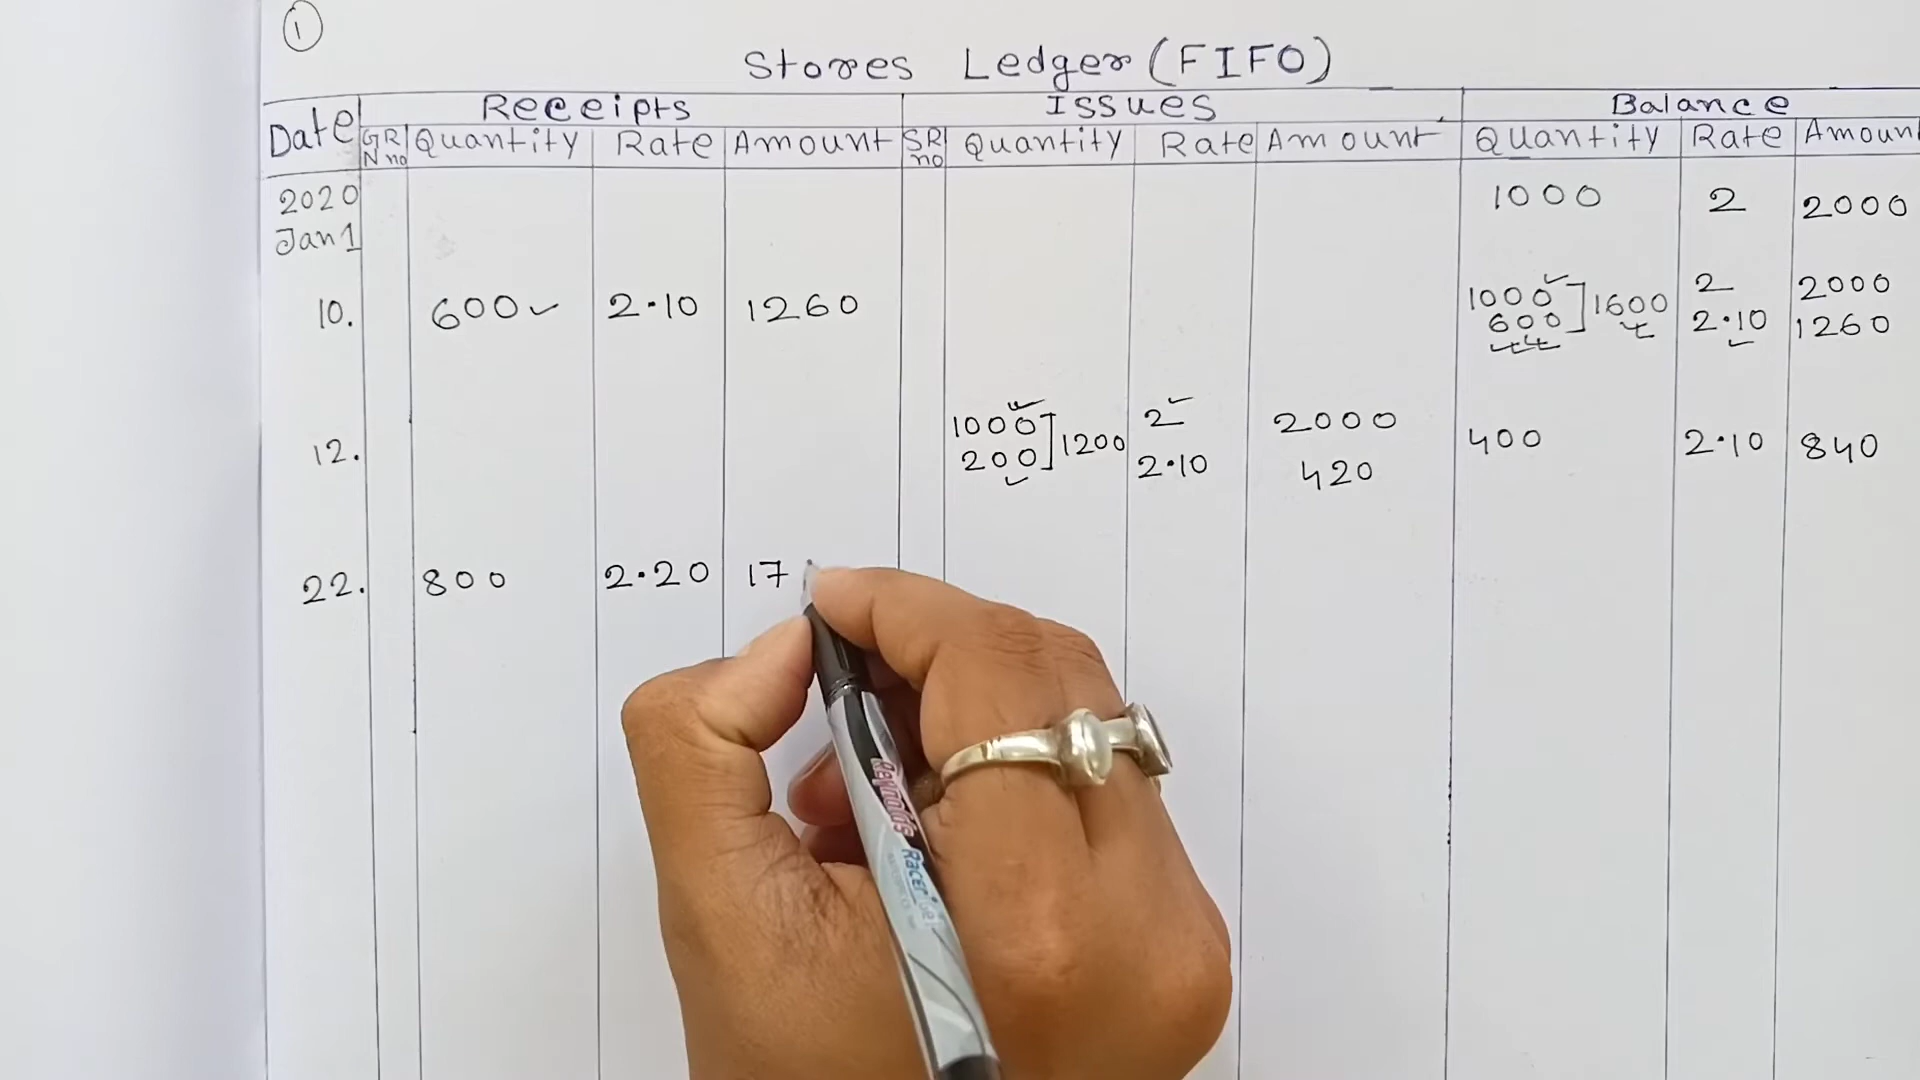 1
Stores Ledger (FIFO)
Receipts Issues Balance
Date GRN no Quantity Rate Amount SR no Quantity Rate Amount Quantity Rate Amoun
2020 Jan 1 1000 2 2000
10. 600 2.10 1260 1000 600 ] 1600 2 2.10 2000 1260
12. 1000 200 ] 1200 2 2.10 2000 420 400 2.10 840
22. 800 2.20 17
Reynolds Racer